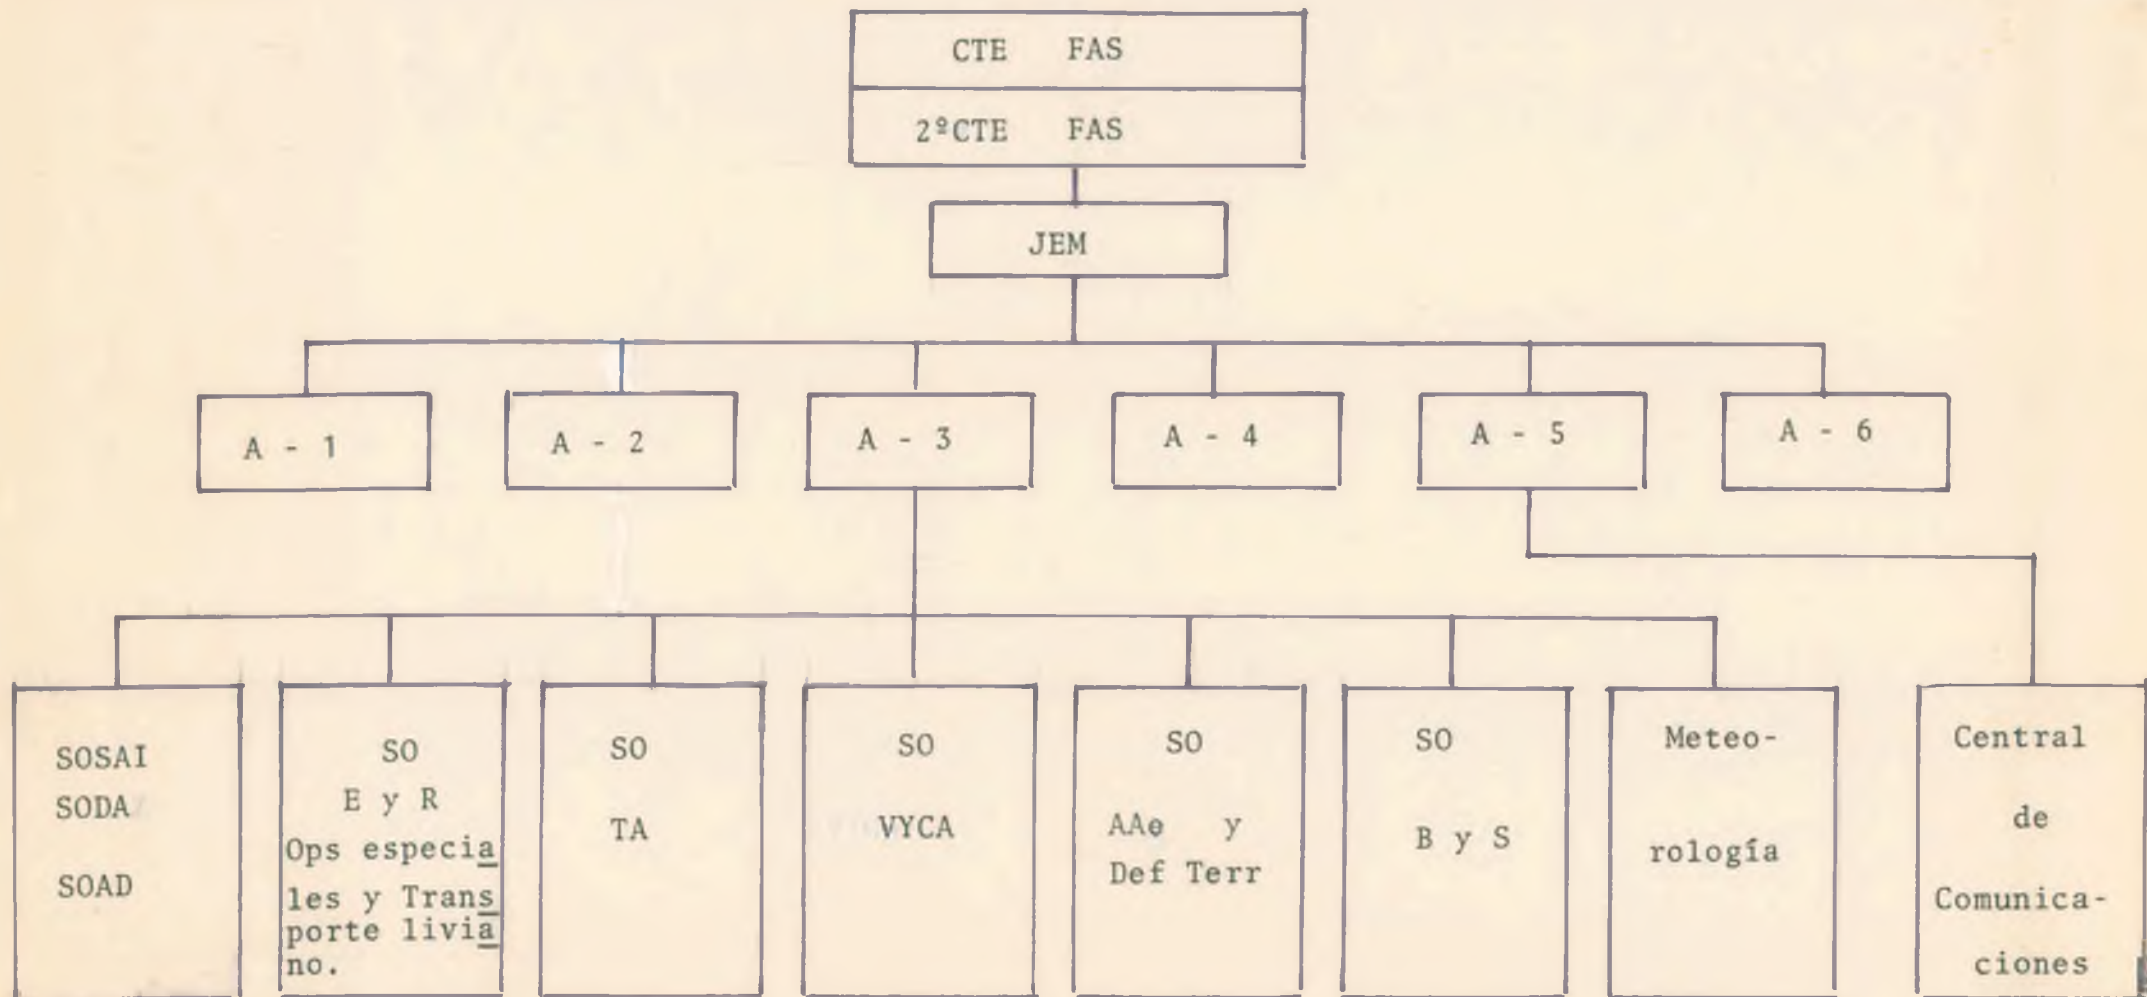 CTE FAS
2ºCTE FAS
JEM
A - 1
A - 2
A - 3
A - 4
A - 5
A - 6
SOSAI
SODA
SOAD
SO
E y R
Ops especia
les y Trans
porte livia
no.
SO
TA
SO
VYCA
SO
AAe y
Def Terr
SO
B y S
Meteo-
rología
Central
de
Comunica-
ciones